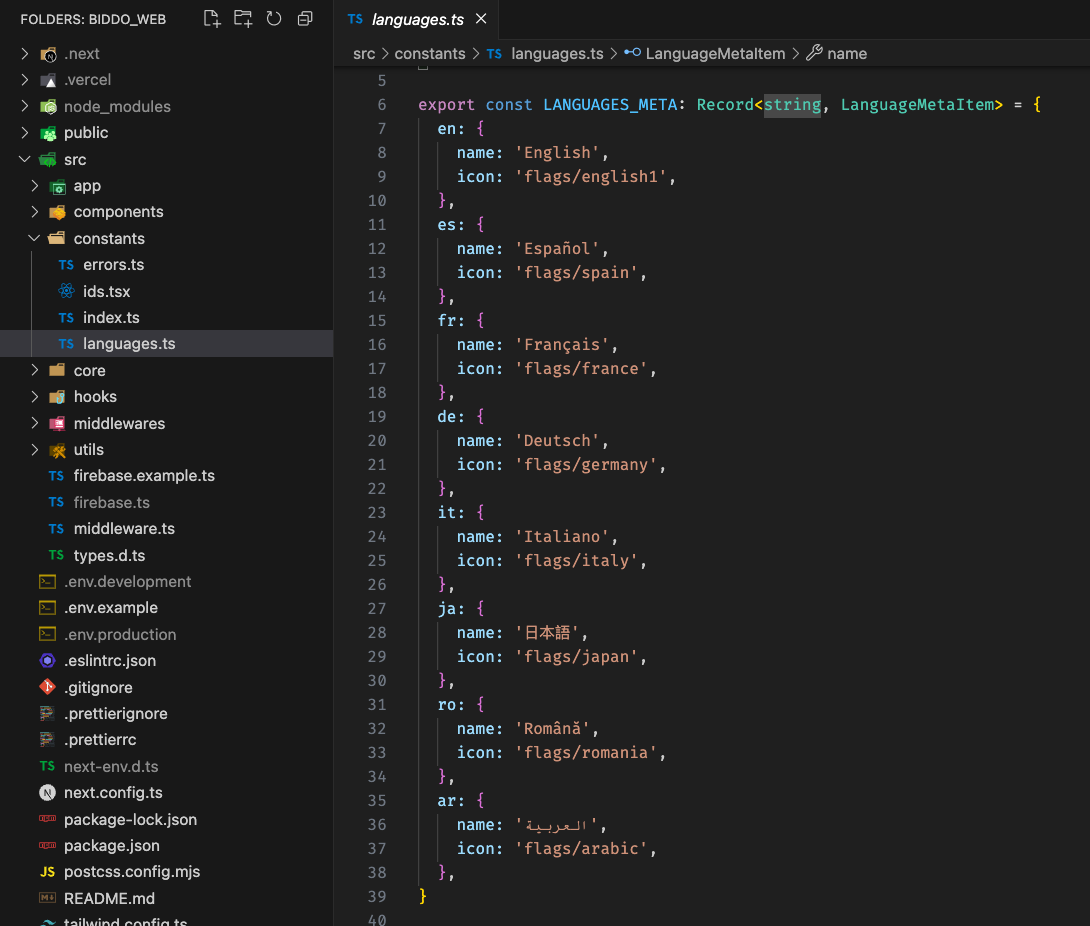 FOLDERS: BIDDO_WEB
.next
.vercel
node_modules
public
src
app
components
constants
TS errors.ts
ids.tsx
TS index.ts
TS languages.ts
core
hooks
middlewares
utils
TS firebase.example.ts
TS firebase.ts
TS middleware.ts
TS types.d.ts
.env.development
.env.example
.env.production
.eslintrc.json
.gitignore
.prettierignore
.prettierrc
TS next-env.d.ts
N next.config.ts
package-lock.json
package.json
JS postcss.config.mjs
README.md
tailwind.config.ts
TS languages.ts
src > constants > TS languages.ts > LanguageMetaItem > name
5
6 export const LANGUAGES_META: Record<string, LanguageMetaItem> = {
7 en: {
8 name: 'English',
9 icon: 'flags/english1',
10 },
11 es: {
12 name: 'Español',
13 icon: 'flags/spain',
14 },
15 fr: {
16 name: 'Français',
17 icon: 'flags/france',
18 },
19 de: {
20 name: 'Deutsch',
21 icon: 'flags/germany',
22 },
23 it: {
24 name: 'Italiano',
25 icon: 'flags/italy',
26 },
27 ja: {
28 name: '日本語',
29 icon: 'flags/japan',
30 },
31 ro: {
32 name: 'Română',
33 icon: 'flags/romania',
34 },
35 ar: {
36 name: 'العربية',
37 icon: 'flags/arabic',
38 },
39 }
40